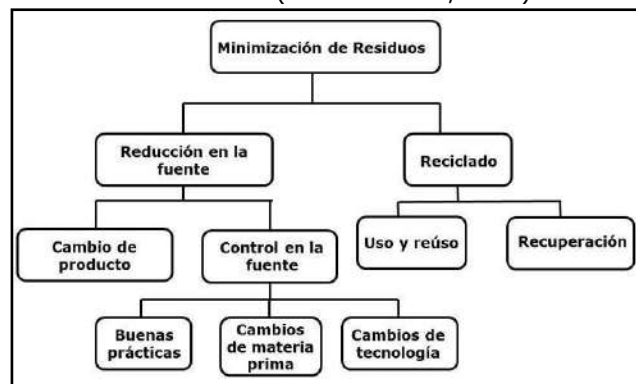 Minimización de Residuos
Reducción en la
fuente
Reciclado
Cambio de
producto
Control en la
fuente
Uso y reúso
Recuperación
Buenas
prácticas
Cambios
de materia
prima
Cambios de
tecnología